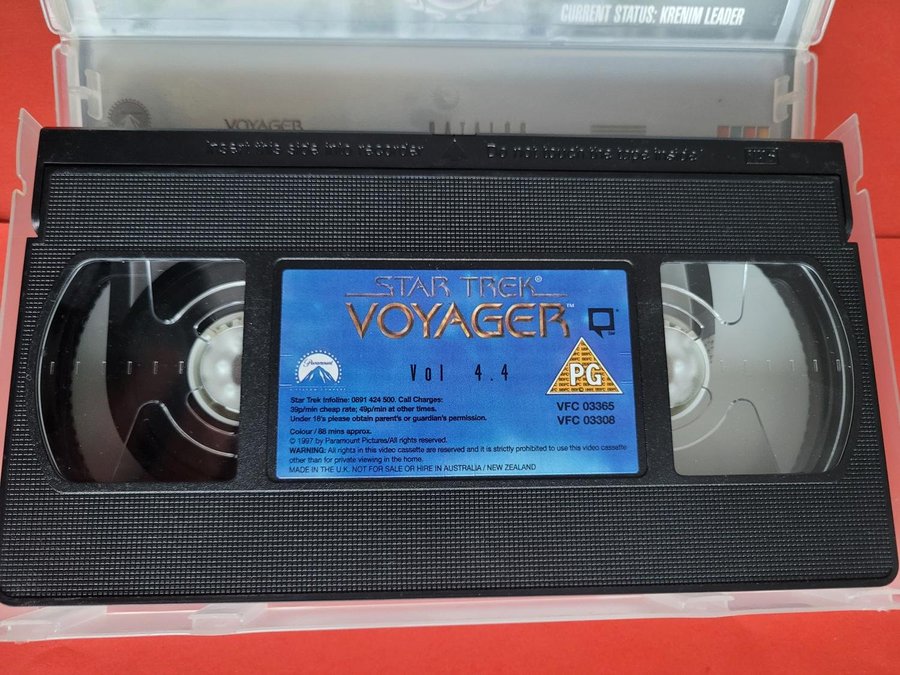 CURRENT STATUS: KRENIM LEADER
VOYAGER
Insert this side into recorder Do not touch the tape inside VHS
STAR TREK®
VOYAGER™
Paramount
Vol 4.4
PG
Star Trek Infoline: 0891 424 500. Call Charges:
39p/min cheap rate; 49p/min at other times.
Under 18's please obtain parent's or guardian's permission.
VFC 03365
VFC 03308
Colour / 88 mins approx.
© 1997 by Paramount Pictures/All rights reserved.
WARNING: All rights in this video cassette are reserved and it is strictly prohibited to use this video cassette
other than for private viewing in the home.
MADE IN THE U.K. NOT FOR SALE OR HIRE IN AUSTRALIA / NEW ZEALAND